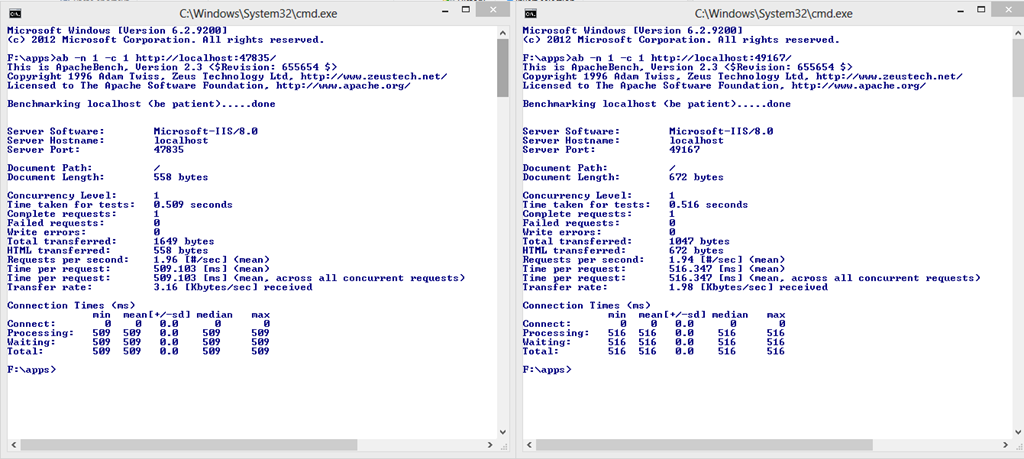 C:\Windows\System32\cmd.exe
Microsoft Windows [Version 6.2.9200]
(c) 2012 Microsoft Corporation. All rights reserved.
F:\apps>ab -n 1 -c 1 http://localhost:47835/
This is ApacheBench, Version 2.3 <$Revision: 655654 $>
Copyright 1996 Adam Twiss, Zeus Technology Ltd, http://www.zeustech.net/
Licensed to The Apache Software Foundation, http://www.apache.org/
Benchmarking localhost (be patient).....done
Server Software: Microsoft-IIS/8.0
Server Hostname: localhost
Server Port: 47835
Document Path: /
Document Length: 558 bytes
Concurrency Level: 1
Time taken for tests: 0.509 seconds
Complete requests: 1
Failed requests: 0
Write errors: 0
Total transferred: 1649 bytes
HTML transferred: 558 bytes
Requests per second: 1.96 [#/sec] (mean)
Time per request: 509.103 [ms] (mean)
Time per request: 509.103 [ms] (mean, across all concurrent requests)
Transfer rate: 3.16 [Kbytes/sec] received
Connection Times (ms)
min mean[+/-sd] median max
Connect: 0 0 0.0 0 0
Processing: 509 509 0.0 509 509
Waiting: 509 509 0.0 509 509
Total: 509 509 0.0 509 509
F:\apps>
C:\Windows\System32\cmd.exe
Microsoft Windows [Version 6.2.9200]
(c) 2012 Microsoft Corporation. All rights reserved.
F:\apps>ab -n 1 -c 1 http://localhost:49167/
This is ApacheBench, Version 2.3 <$Revision: 655654 $>
Copyright 1996 Adam Twiss, Zeus Technology Ltd, http://www.zeustech.net/
Licensed to The Apache Software Foundation, http://www.apache.org/
Benchmarking localhost (be patient).....done
Server Software: Microsoft-IIS/8.0
Server Hostname: localhost
Server Port: 49167
Document Path: /
Document Length: 672 bytes
Concurrency Level: 1
Time taken for tests: 0.516 seconds
Complete requests: 1
Failed requests: 0
Write errors: 0
Total transferred: 1047 bytes
HTML transferred: 672 bytes
Requests per second: 1.94 [#/sec] (mean)
Time per request: 516.347 [ms] (mean)
Time per request: 516.347 [ms] (mean, across all concurrent requests)
Transfer rate: 1.98 [Kbytes/sec] received
Connection Times (ms)
min mean[+/-sd] median max
Connect: 0 0 0.0 0 0
Processing: 516 516 0.0 516 516
Waiting: 516 516 0.0 516 516
Total: 516 516 0.0 516 516
F:\apps>